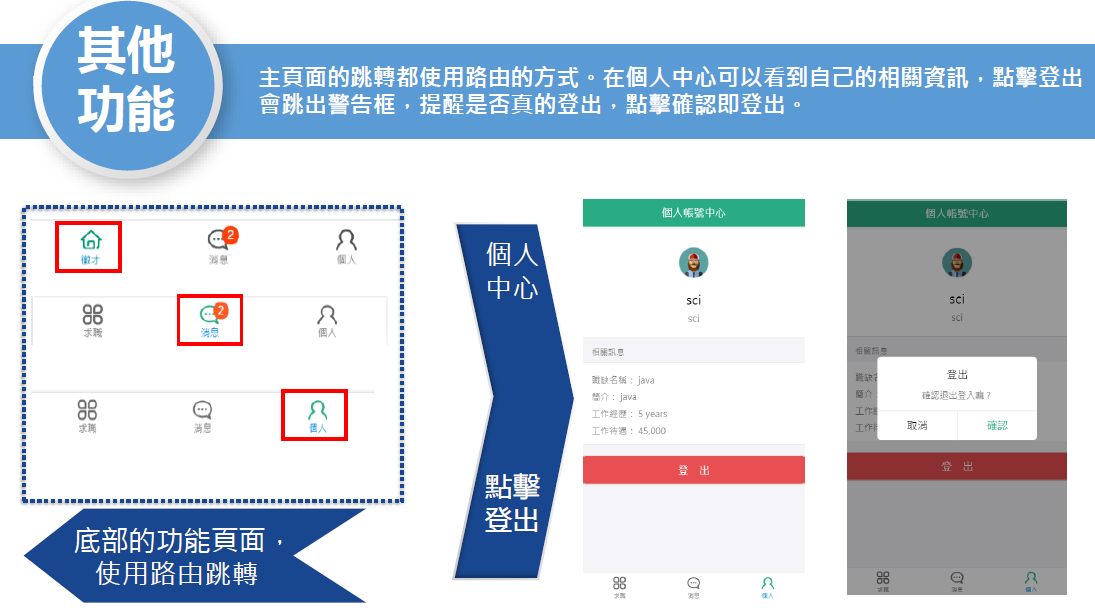 其他
功能
主頁面的跳轉都使用路由的方式。在個人中心可以看到自己的相關資訊，點擊登出
會跳出警告框，提醒是否真的登出，點擊確認即登出。
徵才
2
消息
個人
求職
2
消息
個人
求職
消息
個人
底部的功能頁面，
使用路由跳轉
個人
中心
點擊
登出
個人帳號中心
sci
sci
相關訊息
職缺名稱： java
簡介： java
工作經歷： 5 years
工作待遇： 45,000
登 出
求職
消息
個人
個人帳號中心
sci
sci
相關訊息
職缺
簡介：
工作
工作
登出
確認退出登入嗎？
取消
確認
登 出
求職
消息
個人